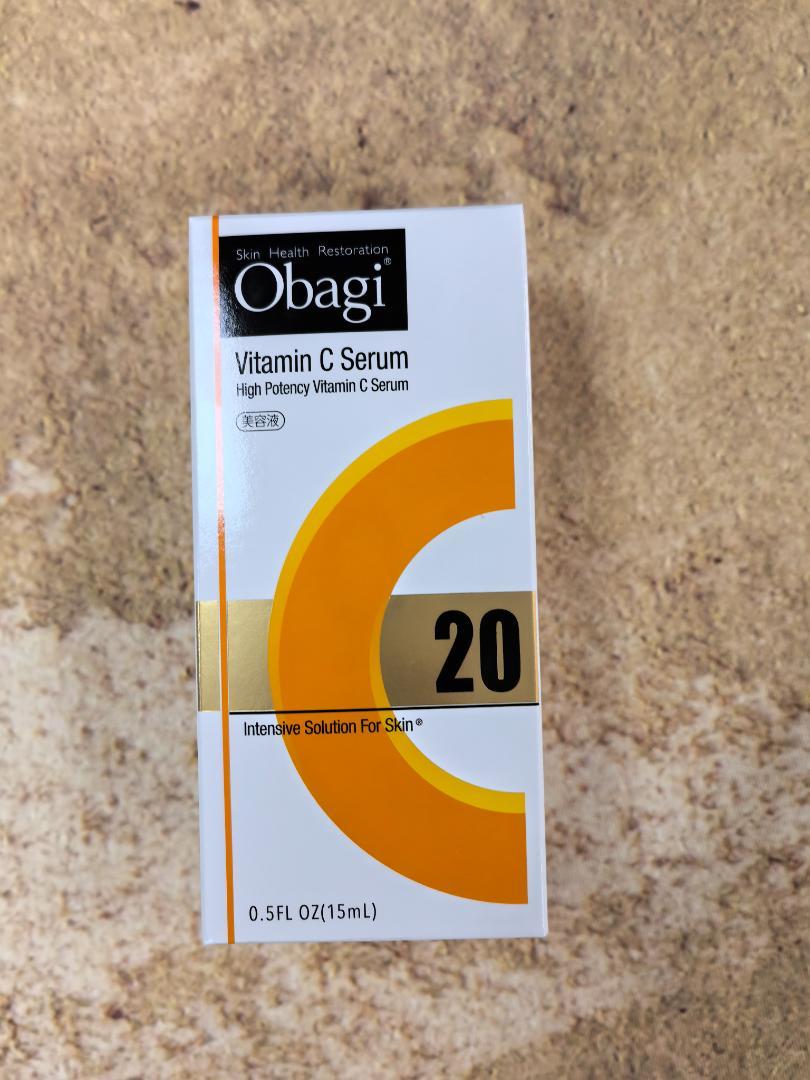 Skin Health Restoration
Obagi®
Vitamin C Serum
High Potency Vitamin C Serum
美容液
20
Intensive Solution For Skin®
0.5FL OZ(15mL)